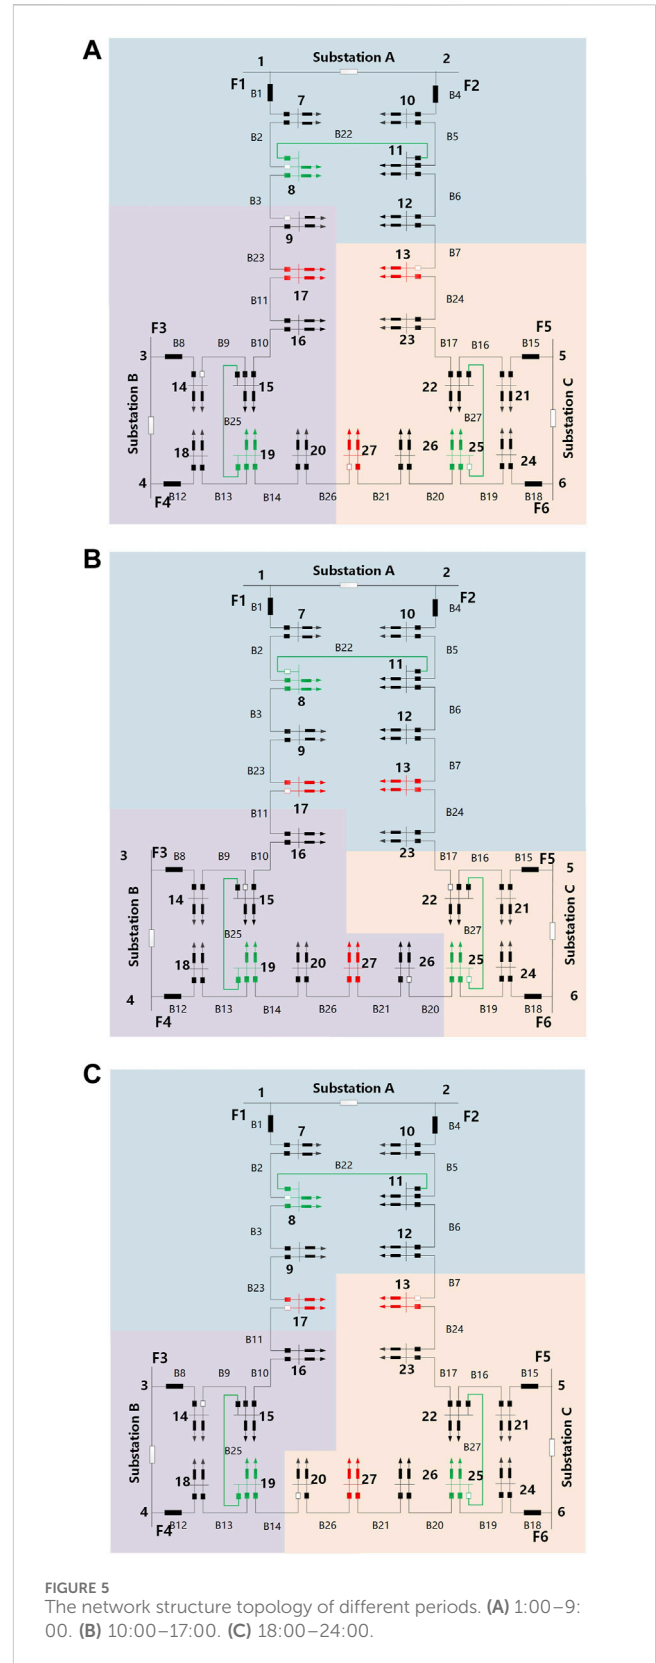 A
Substation A
1
2
F1
F2
B1
B4
7
10
B2
B22
B5
11
8
B3
12
B6
9
B23
13
B7
17
B11
B24
16
23
F3
F5
B8
B9
B10
B17
B16
B15
3
5
14
15
22
21
Substation B
Substation C
B25
B27
18
19
20
27
26
25
24
4
6
F4
F6
B12
B13
B14
B26
B21
B20
B19
B18
B
Substation A
1
2
F1
F2
B1
B4
7
10
B2
B22
B5
11
8
B3
12
B6
9
B23
13
B7
17
B11
B24
16
23
3
F3
F5
B8
B9
B10
B17
B16
B15
5
14
15
22
21
Substation B
Substation C
B25
B27
18
19
20
27
26
25
24
4
6
F4
F6
B12
B13
B14
B26
B21
B20
B19
B18
C
Substation A
1
2
F1
F2
B1
B4
7
10
B2
B22
B5
11
8
B3
12
B6
9
B23
13
B7
17
B11
B24
16
23
F3
F5
B8
B9
B10
B17
B16
B15
3
5
14
15
22
21
Substation B
Substation C
B25
B27
18
19
20
27
26
25
24
4
6
F4
F6
B12
B13
B14
B26
B21
B20
B19
B18
FIGURE 5
The network structure topology of different periods. (A) 1:00–9:
00. (B) 10:00–17:00. (C) 18:00–24:00.